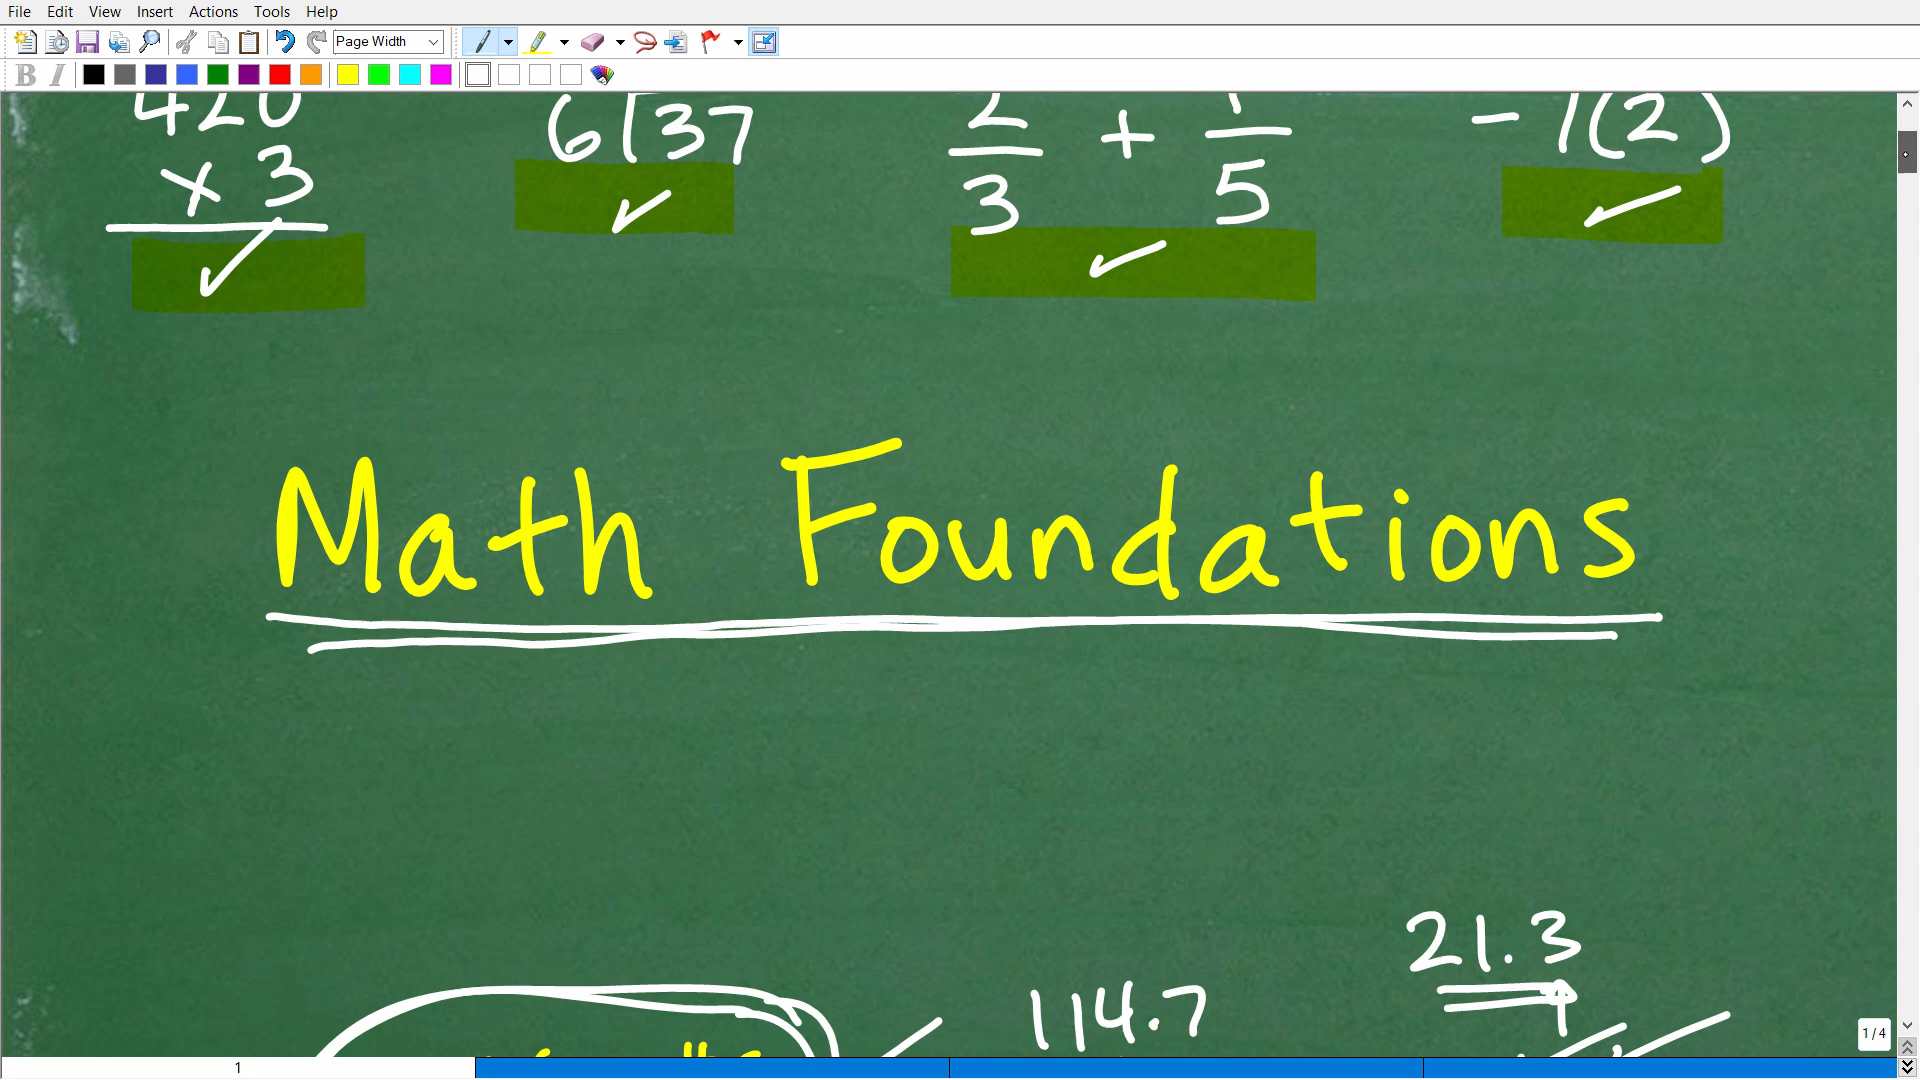 File Edit View Insert Actions Tools Help
Page Width
B I
420
x 3
6 37
2/3 + 1/5
- 1(2)
Math Foundations
21.3
114.7
1 / 4
1